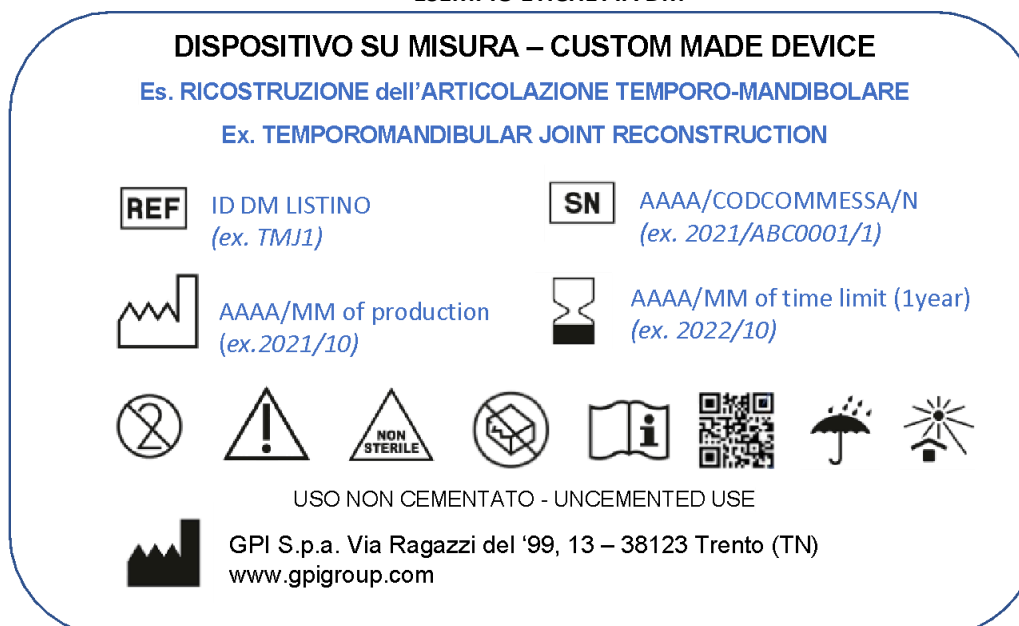 DISPOSITIVO SU MISURA – CUSTOM MADE DEVICE
Es. RICOSTRUZIONE dell'ARTICOLAZIONE TEMPORO-MANDIBOLARE
Ex. TEMPOROMANDIBULAR JOINT RECONSTRUCTION
REF ID DM LISTINO
(ex. TMJ1)
SN AAAA/CODCOMMESSA/N
(ex. 2021/ABC0001/1)
AAAA/MM of production
(ex.2021/10)
AAAA/MM of time limit (1year)
(ex. 2022/10)
2
NON
STERILE
i
USO NON CEMENTATO - UNCEMENTED USE
GPI S.p.a. Via Ragazzi del '99, 13 – 38123 Trento (TN)
www.gpigroup.com